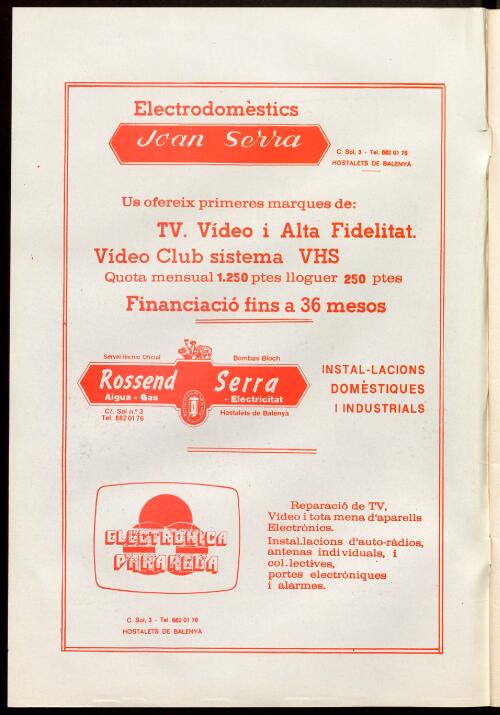 Electrodomèstics
Joan Serra
C. Sol, 3 - Tel. 882 01 76
HOSTALETS DE BALENYÀ
Us ofereix primeres marques de:
TV. Vídeo i Alta Fidelitat.
Vídeo Club sistema VHS
Quota mensual 1.250 ptes lloguer 250 ptes
Financiació fins a 36 mesos
Servei tècnic Oficial
Bombas Bloch
Rossend Serra
Aigua - Gas - Electricitat
C/. Sol n.º 3
Tel. 882 01 76
Hostalets de Balenyà
INSTAL-LACIONS
DOMÈSTIQUES
I INDUSTRIALS
ELECTRÒNICA
PARAREDA
Reparació de TV,
Vídeo i tota mena d'aparells
Electrònics.
Instal.lacions d'auto-ràdios,
antenas individuals, i
col.lectives,
portes electròniques
i alarmes.
C. Sol, 3 - Tel. 882 01 76
HOSTALETS DE BALENYÀ